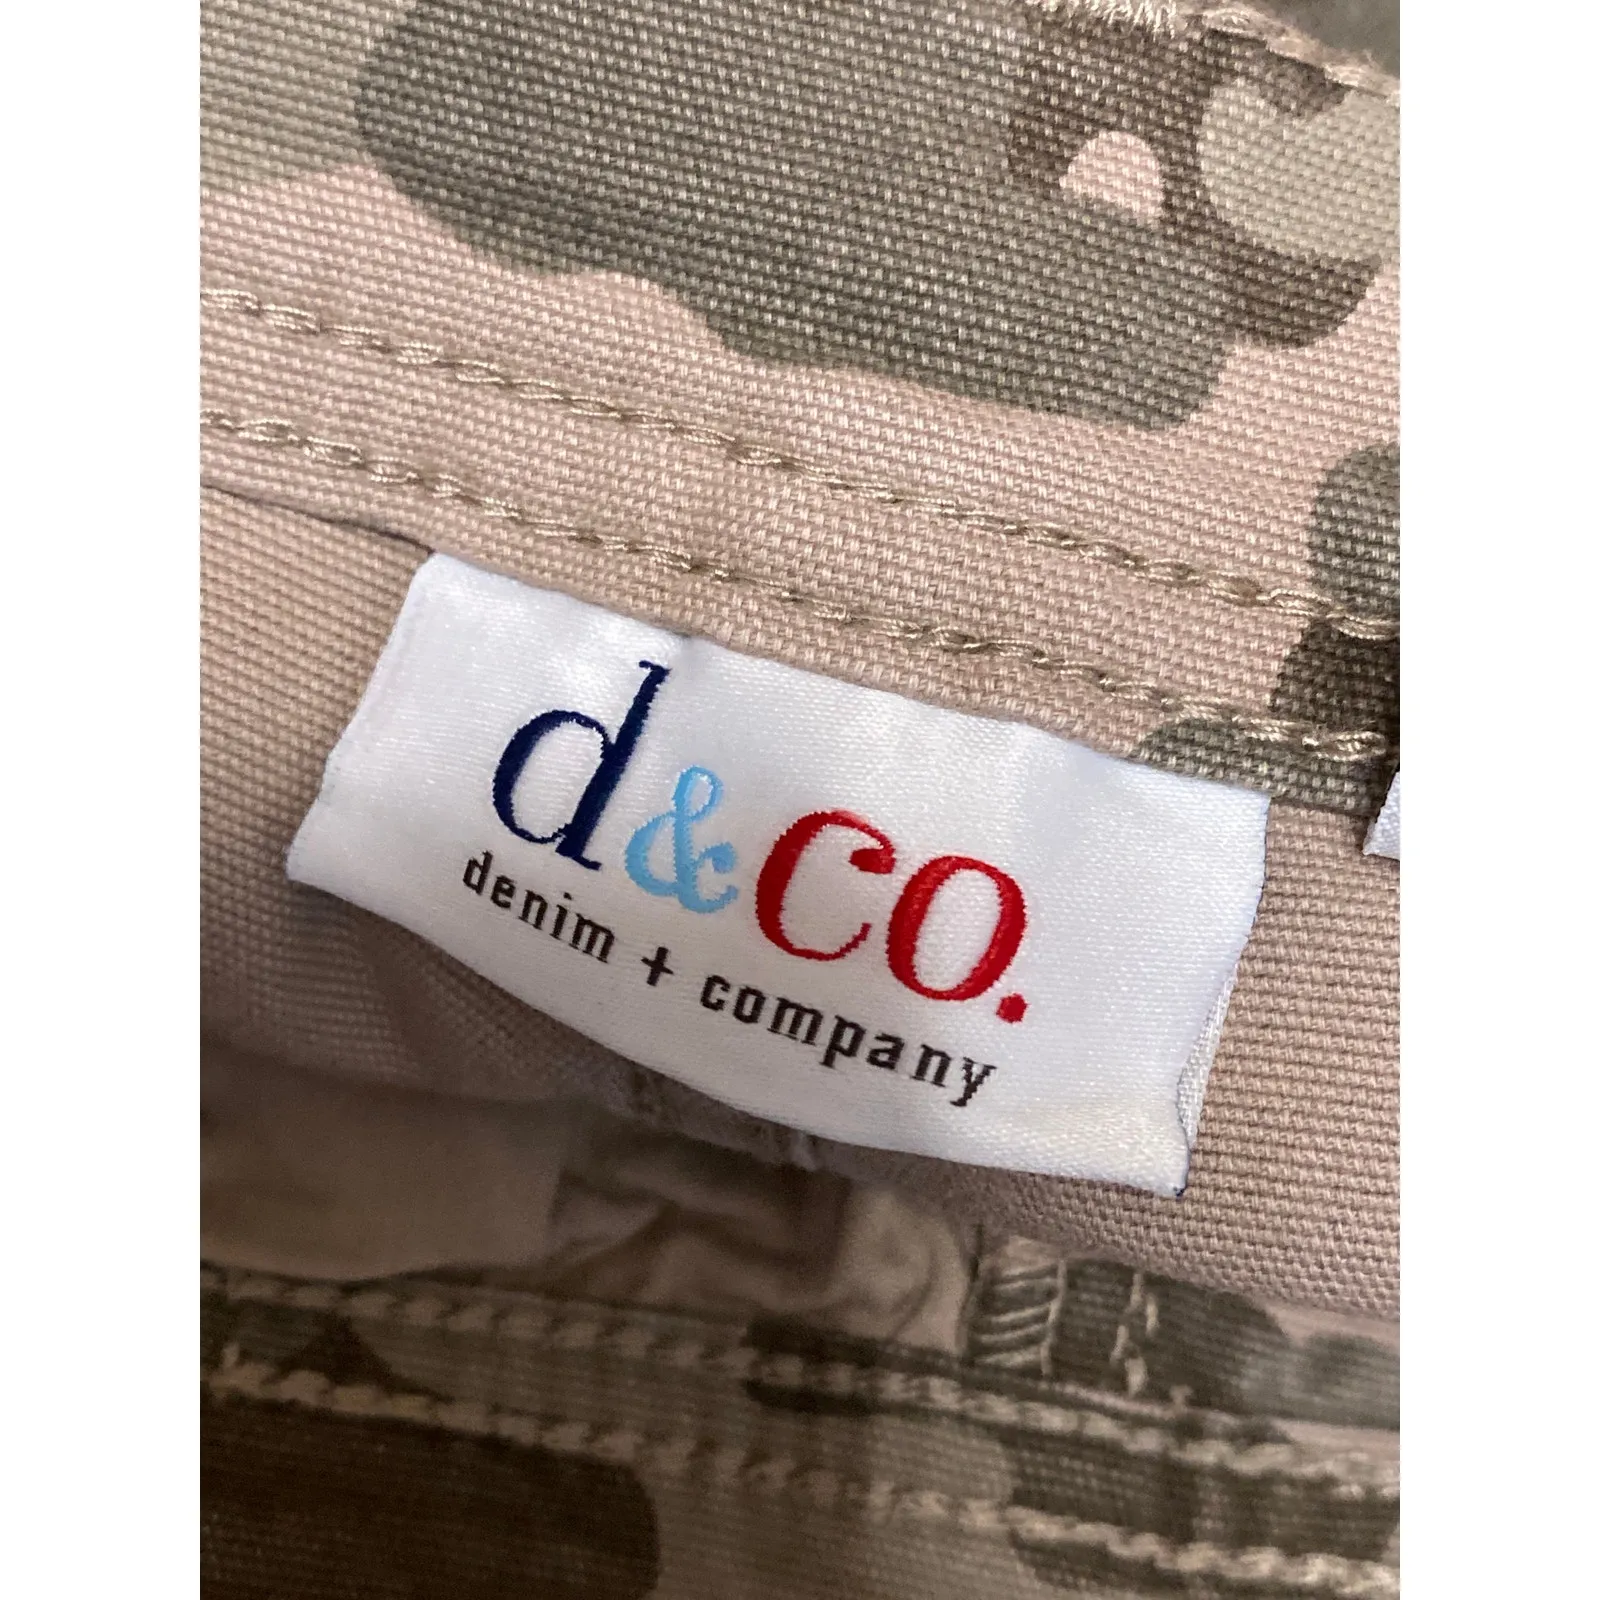 d&co.
denim + company